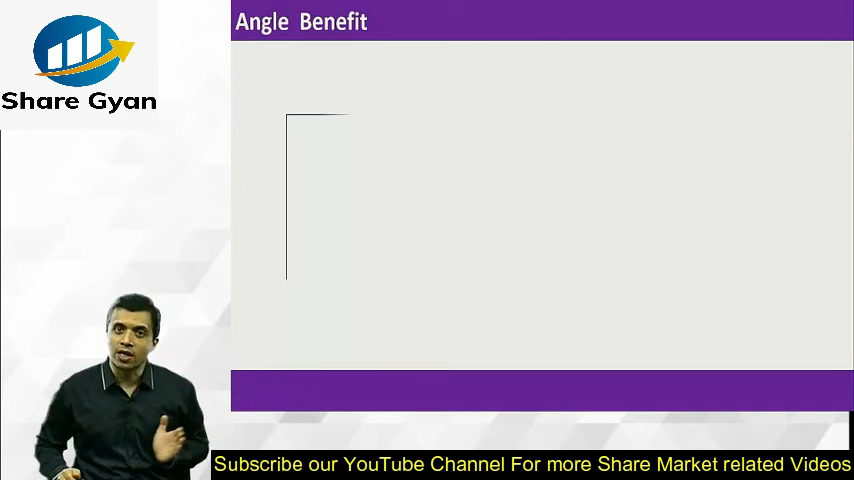 Angle Benefit
Share Gyan
Subscribe our YouTube Channel For more Share Market related Videos